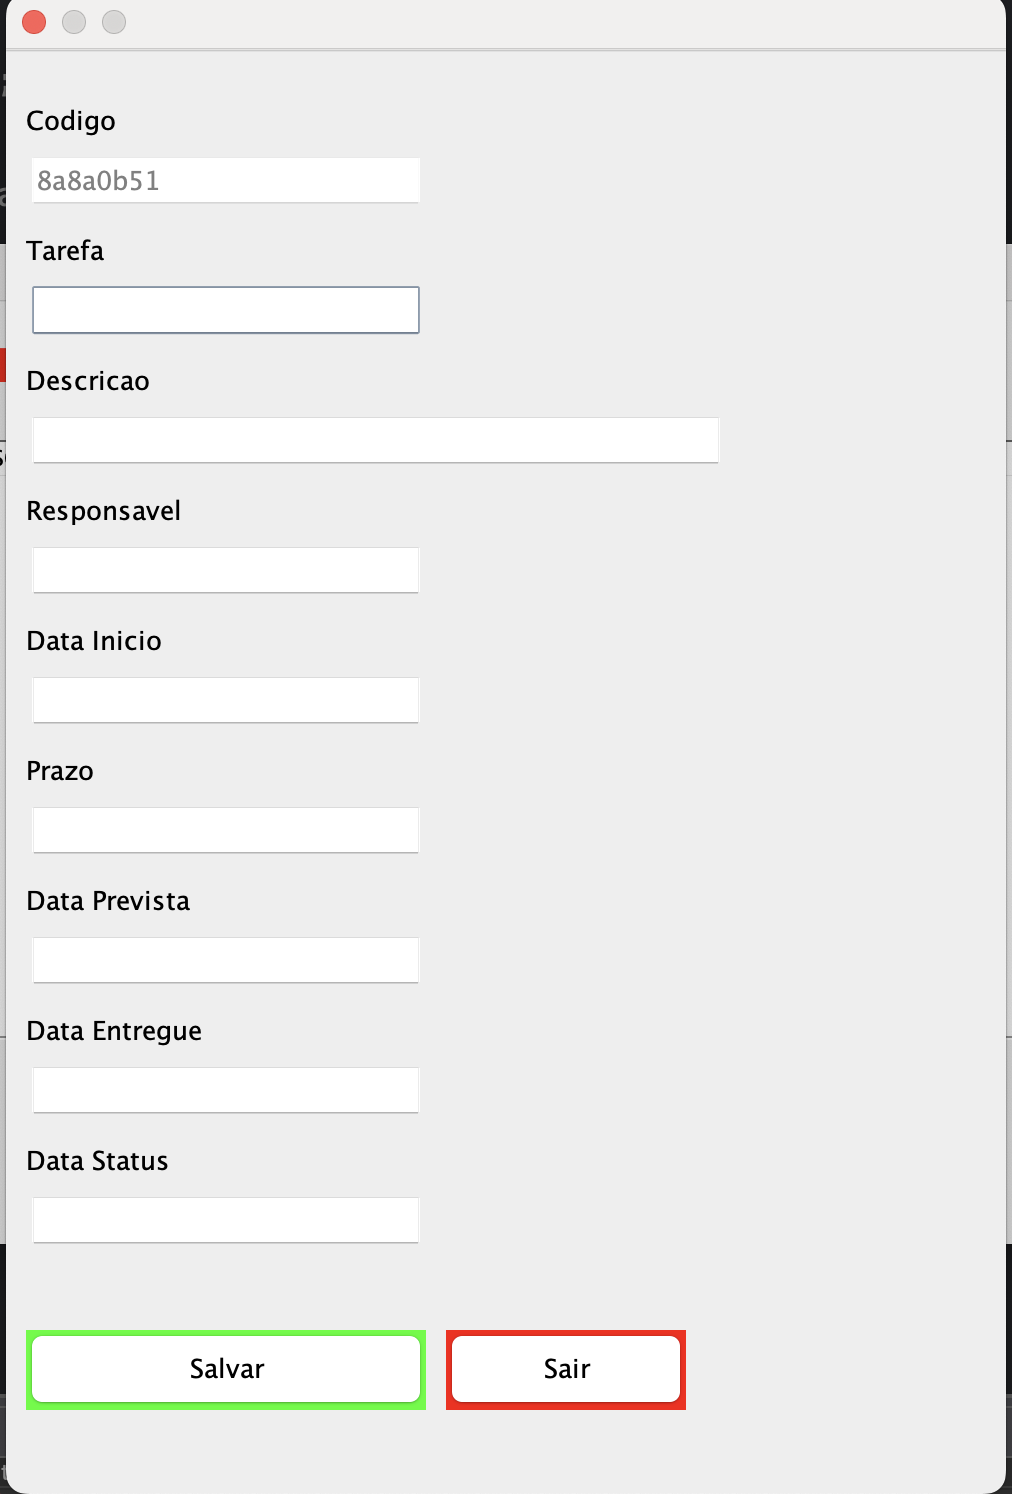 Codigo
8a8a0b51
Tarefa
Descricao
Responsavel
Data Inicio
Prazo
Data Prevista
Data Entregue
Data Status
Salvar
Sair